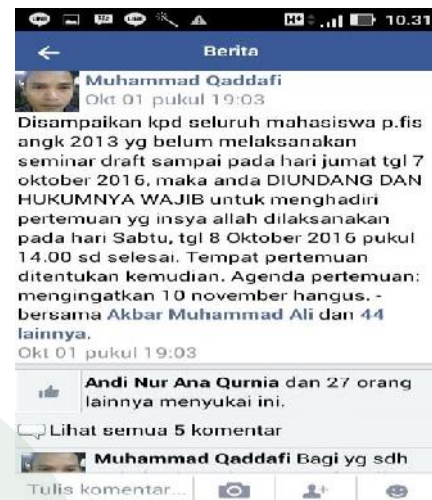 10.31
Berita
Muhammad Qaddafi
Okt 01 pukul 19:03
Disampaikan kpd seluruh mahasiswa p.fis
angk 2013 yg belum melaksanakan
seminar draft sampai pada hari jumat tgl 7
oktober 2016, maka anda DIUNDANG DAN
HUKUMNYA WAJIB untuk menghadiri
pertemuan yg insya allah dilaksanakan
pada hari Sabtu, tgl 8 Oktober 2016 pukul
14.00 sd selesai. Tempat pertemuan
ditentukan kemudian. Agenda pertemuan:
mengingatkan 10 november hangus. -
bersama Akbar Muhammad Ali dan 44
lainnya.
Okt 01 pukul 19:03
Andi Nur Ana Qurnia dan 27 orang
lainnya menyukai ini.
Lihat semua 5 komentar
Muhammad Qaddafi Bagi yg sdh
Tulis komentar...